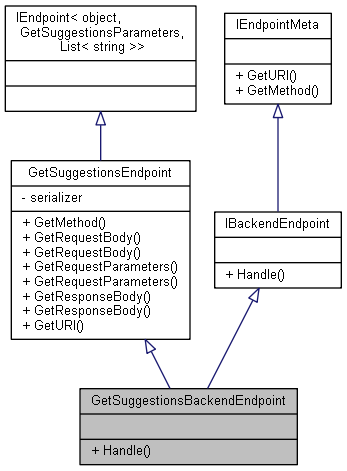 IEndpoint< object,
GetSuggestionsParameters,
List< string >>
IEndpointMeta
+ GetURI()
+ GetMethod()
GetSuggestionsEndpoint
- serializer
+ GetMethod()
+ GetRequestBody()
+ GetRequestBody()
+ GetRequestParameters()
+ GetRequestParameters()
+ GetResponseBody()
+ GetResponseBody()
+ GetURI()
IBackendEndpoint
+ Handle()
GetSuggestionsBackendEndpoint
+ Handle()